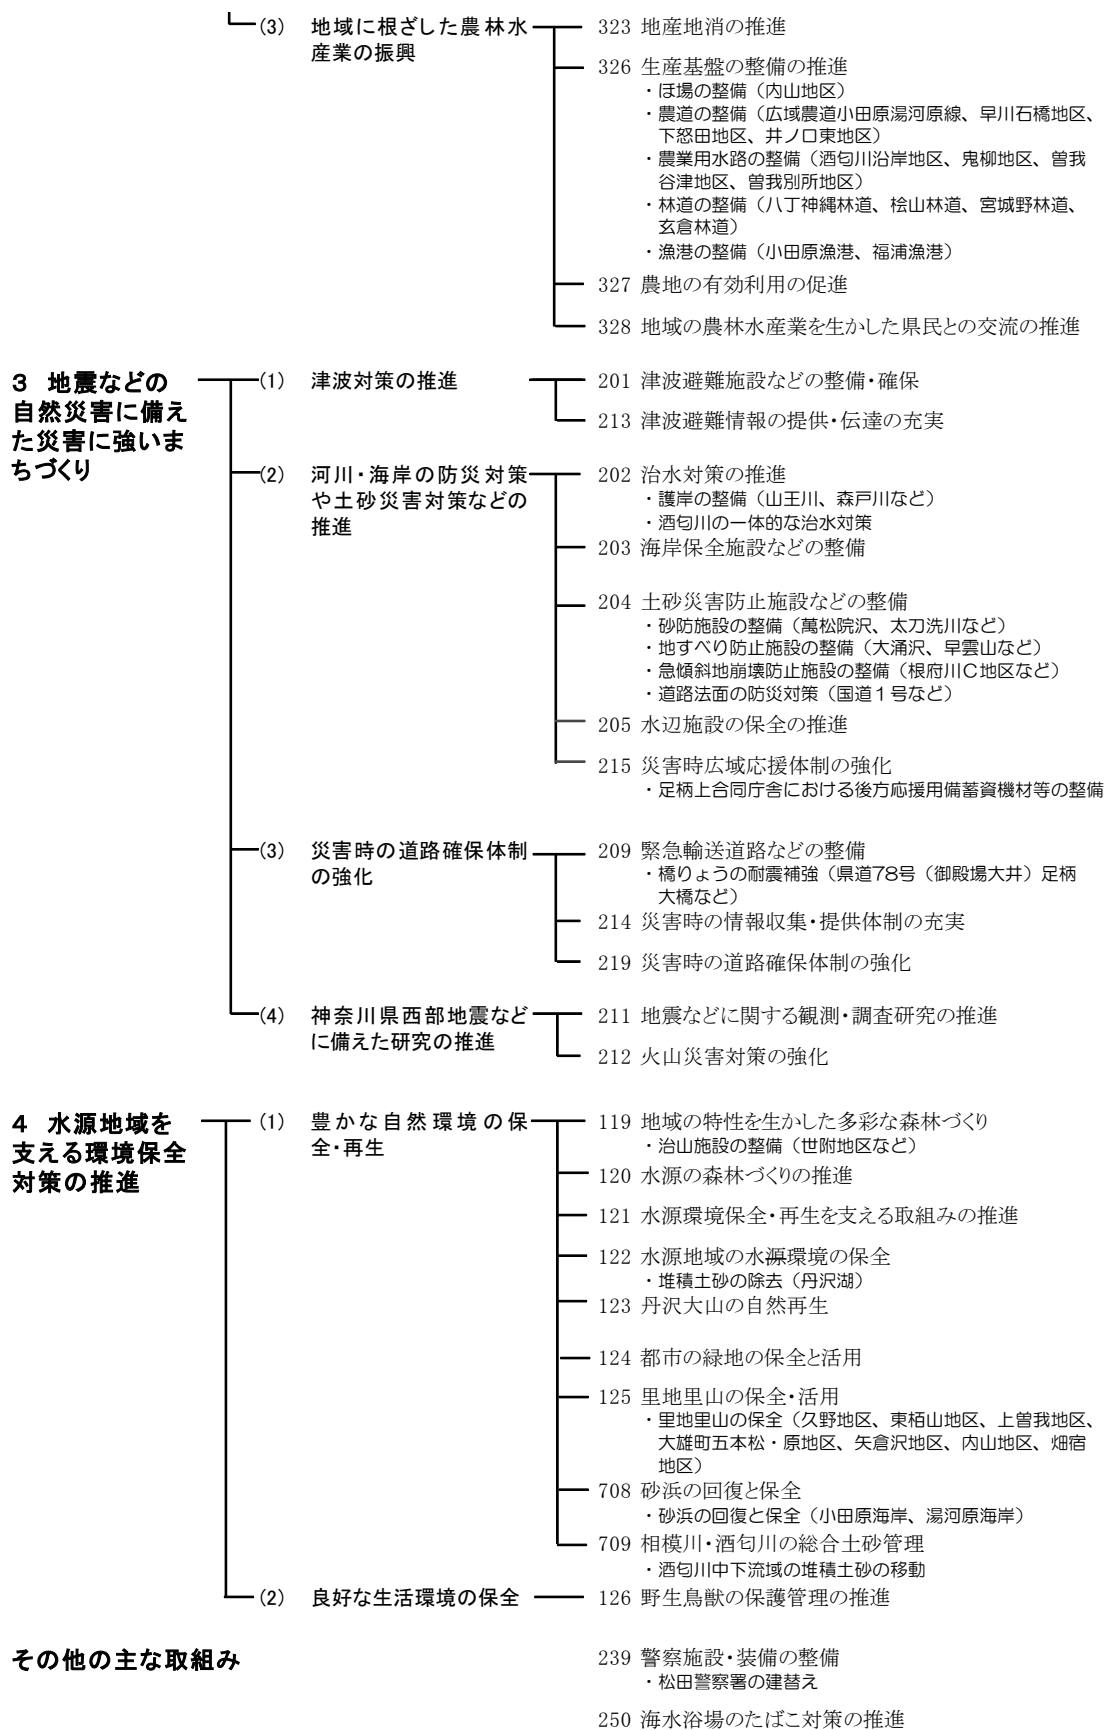 (3) 地域に根ざした農林水
産業の振興
323 地産地消の推進
326 生産基盤の整備の推進
・ほ場の整備（内山地区）
・農道の整備（広域農道小田原湯河原線、早川石橋地区、
下怒田地区、井ノ口東地区）
・農業用水路の整備（酒匂川沿岸地区、鬼柳地区、曽我
谷津地区、曽我別所地区）
・林道の整備（八丁神縄林道、桧山林道、宮城野林道、
玄倉林道）
・漁港の整備（小田原漁港、福浦漁港）
327 農地の有効利用の促進
328 地域の農林水産業を生かした県民との交流の推進
3 地震などの
自然災害に備え
た災害に強いま
ちづくり
(1) 津波対策の推進
201 津波避難施設などの整備・確保
213 津波避難情報の提供・伝達の充実
(2) 河川・海岸の防災対策
や土砂災害対策などの
推進
202 治水対策の推進
・護岸の整備（山王川、森戸川など）
・酒匂川の一体的な治水対策
203 海岸保全施設などの整備
204 土砂災害防止施設などの整備
・砂防施設の整備（萬松院沢、太刀洗川など）
・地すべり防止施設の整備（大涌沢、早雲山など）
・急傾斜地崩壊防止施設の整備（根府川Ｃ地区など）
・道路法面の防災対策（国道１号など）
205 水辺施設の保全の推進
215 災害時広域応援体制の強化
・足柄上合同庁舎における後方応援用備蓄資機材等の整備
(3) 災害時の道路確保体制
の強化
209 緊急輸送道路などの整備
・橋りょうの耐震補強（県道78号（御殿場大井）足柄
大橋など）
214 災害時の情報収集・提供体制の充実
219 災害時の道路確保体制の強化
(4) 神奈川県西部地震など
に備えた研究の推進
211 地震などに関する観測・調査研究の推進
212 火山災害対策の強化
4 水源地域を
支える環境保全
対策の推進
(1) 豊かな自然環境の保
全・再生
119 地域の特性を生かした多彩な森林づくり
・治山施設の整備（世附地区など）
120 水源の森林づくりの推進
121 水源環境保全・再生を支える取組みの推進
122 水源地域の水源環境の保全
・堆積土砂の除去（丹沢湖）
123 丹沢大山の自然再生
124 都市の緑地の保全と活用
125 里地里山の保全・活用
・里地里山の保全（久野地区、東栢山地区、上曽我地区、
大雄町五本松・原地区、矢倉沢地区、内山地区、畑宿
地区）
708 砂浜の回復と保全
・砂浜の回復と保全（小田原海岸、湯河原海岸）
709 相模川・酒匂川の総合土砂管理
・酒匂川中下流域の堆積土砂の移動
(2) 良好な生活環境の保全
126 野生鳥獣の保護管理の推進
その他の主な取組み
239 警察施設・装備の整備
・松田警察署の建替え
250 海水浴場のたばこ対策の推進